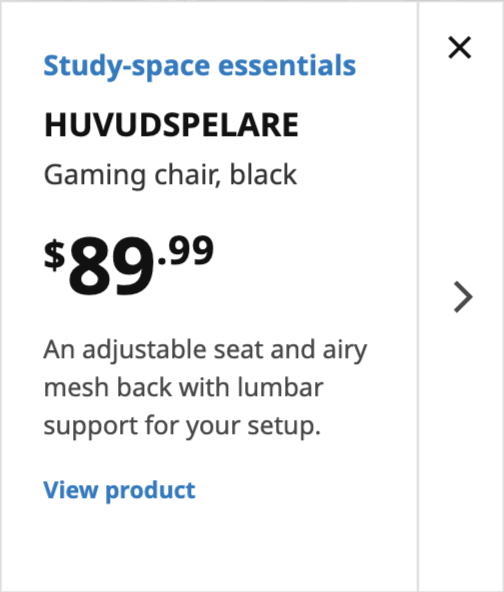 Study-space essentials
HUVUDSPELARE
Gaming chair, black
$89.99
An adjustable seat and airy
mesh back with lumbar
support for your setup.
View product